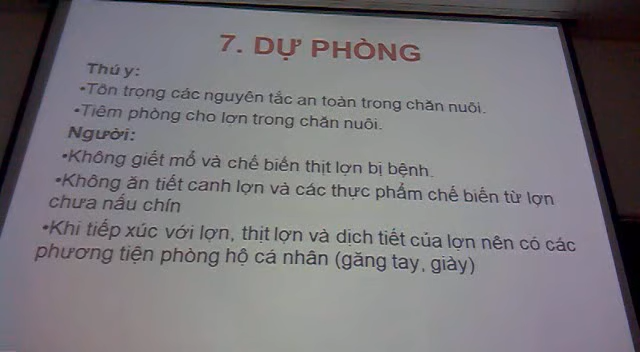 7. DỰ PHÒNG
Thú y:
•Tôn trọng các nguyên tắc an toàn trong chăn nuôi.
•Tiêm phòng cho lợn trong chăn nuôi.
Người:
•Không giết mổ và chế biến thịt lợn bị bệnh.
•Không ăn tiết canh lợn và các thực phẩm chế biến từ lợn
chưa nấu chín
•Khi tiếp xúc với lợn, thịt lợn và dịch tiết của lợn nên có các
phương tiện phòng hộ cá nhân (găng tay, giày)